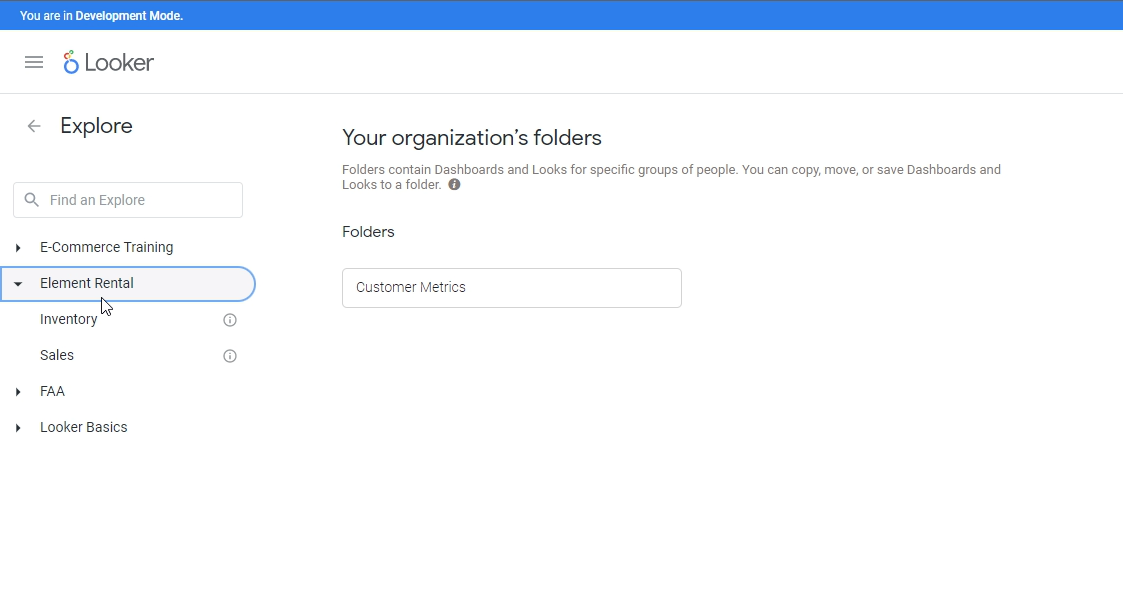 You are in Development Mode.
Looker
Explore
Find an Explore
E-Commerce Training
Element Rental
Inventory
Sales
FAA
Looker Basics
Your organization's folders
Folders contain Dashboards and Looks for specific groups of people. You can copy, move, or save Dashboards and
Looks to a folder.
Folders
Customer Metrics